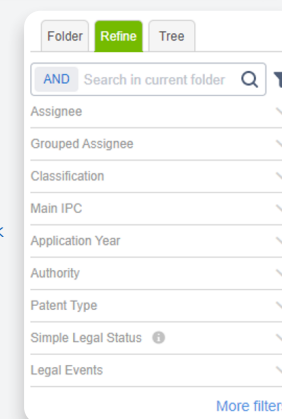 Folder Refine Tree
AND Search in current folder
Assignee
Grouped Assignee
Classification
Main IPC
Application Year
Authority
Patent Type
Simple Legal Status
Legal Events
More filter